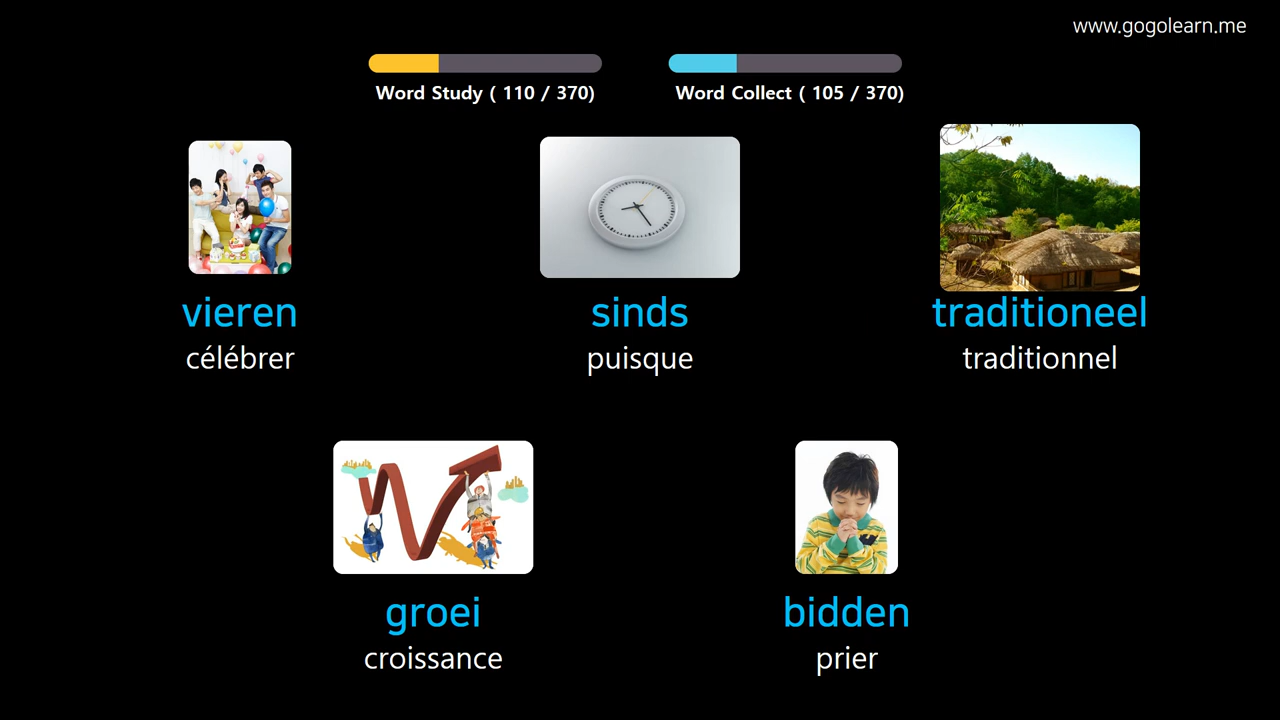 www.gogolearn.me
Word Study ( 110 / 370)
Word Collect ( 105 / 370)
vieren
célébrer
sinds
puisque
traditioneel
traditionnel
groei
croissance
bidden
prier